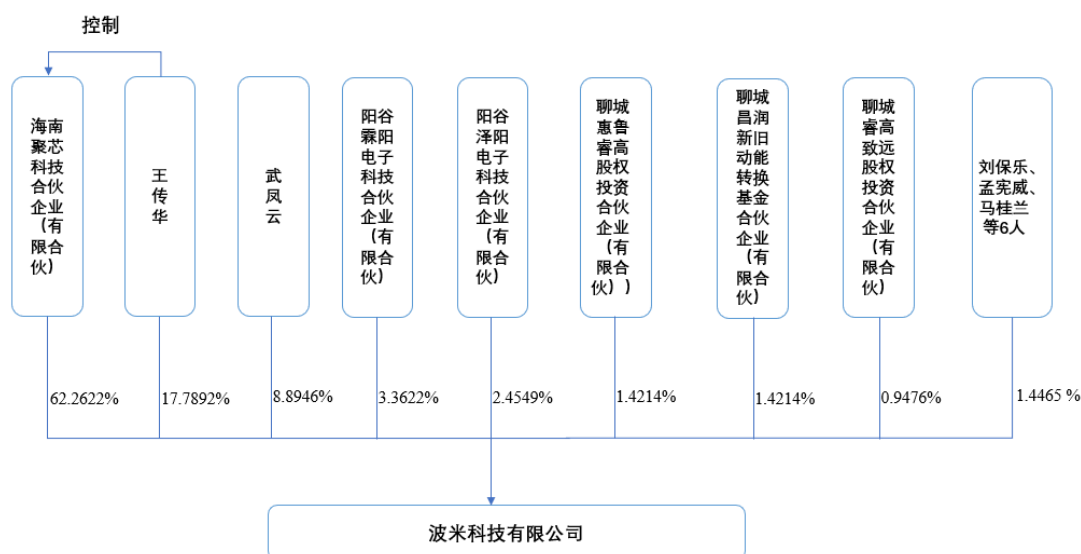 控制
海南
聚芯
科技
合伙
企业
（有
限合
伙）
王
传
华
武
凤
云
阳谷
霖阳
电子
科技
合伙
企业
（有
限合
伙）
阳谷
泽阳
电子
科技
合伙
企业
（有
限合
伙）
聊城
惠鲁
睿高
股权
投资
合伙
企业
（有
限合
伙））
聊城
昌润
新旧
动能
转换
基金
合伙
企业
（有
限合
伙）
聊城
睿高
致远
股权
投资
合伙
企业
（有
限合
伙）
刘保乐、
孟宪威、
马桂兰
等6人
62.2622%
17.7892%
8.8946%
3.3622%
2.4549%
1.4214%
1.4214%
0.9476%
1.4465 %
波米科技有限公司